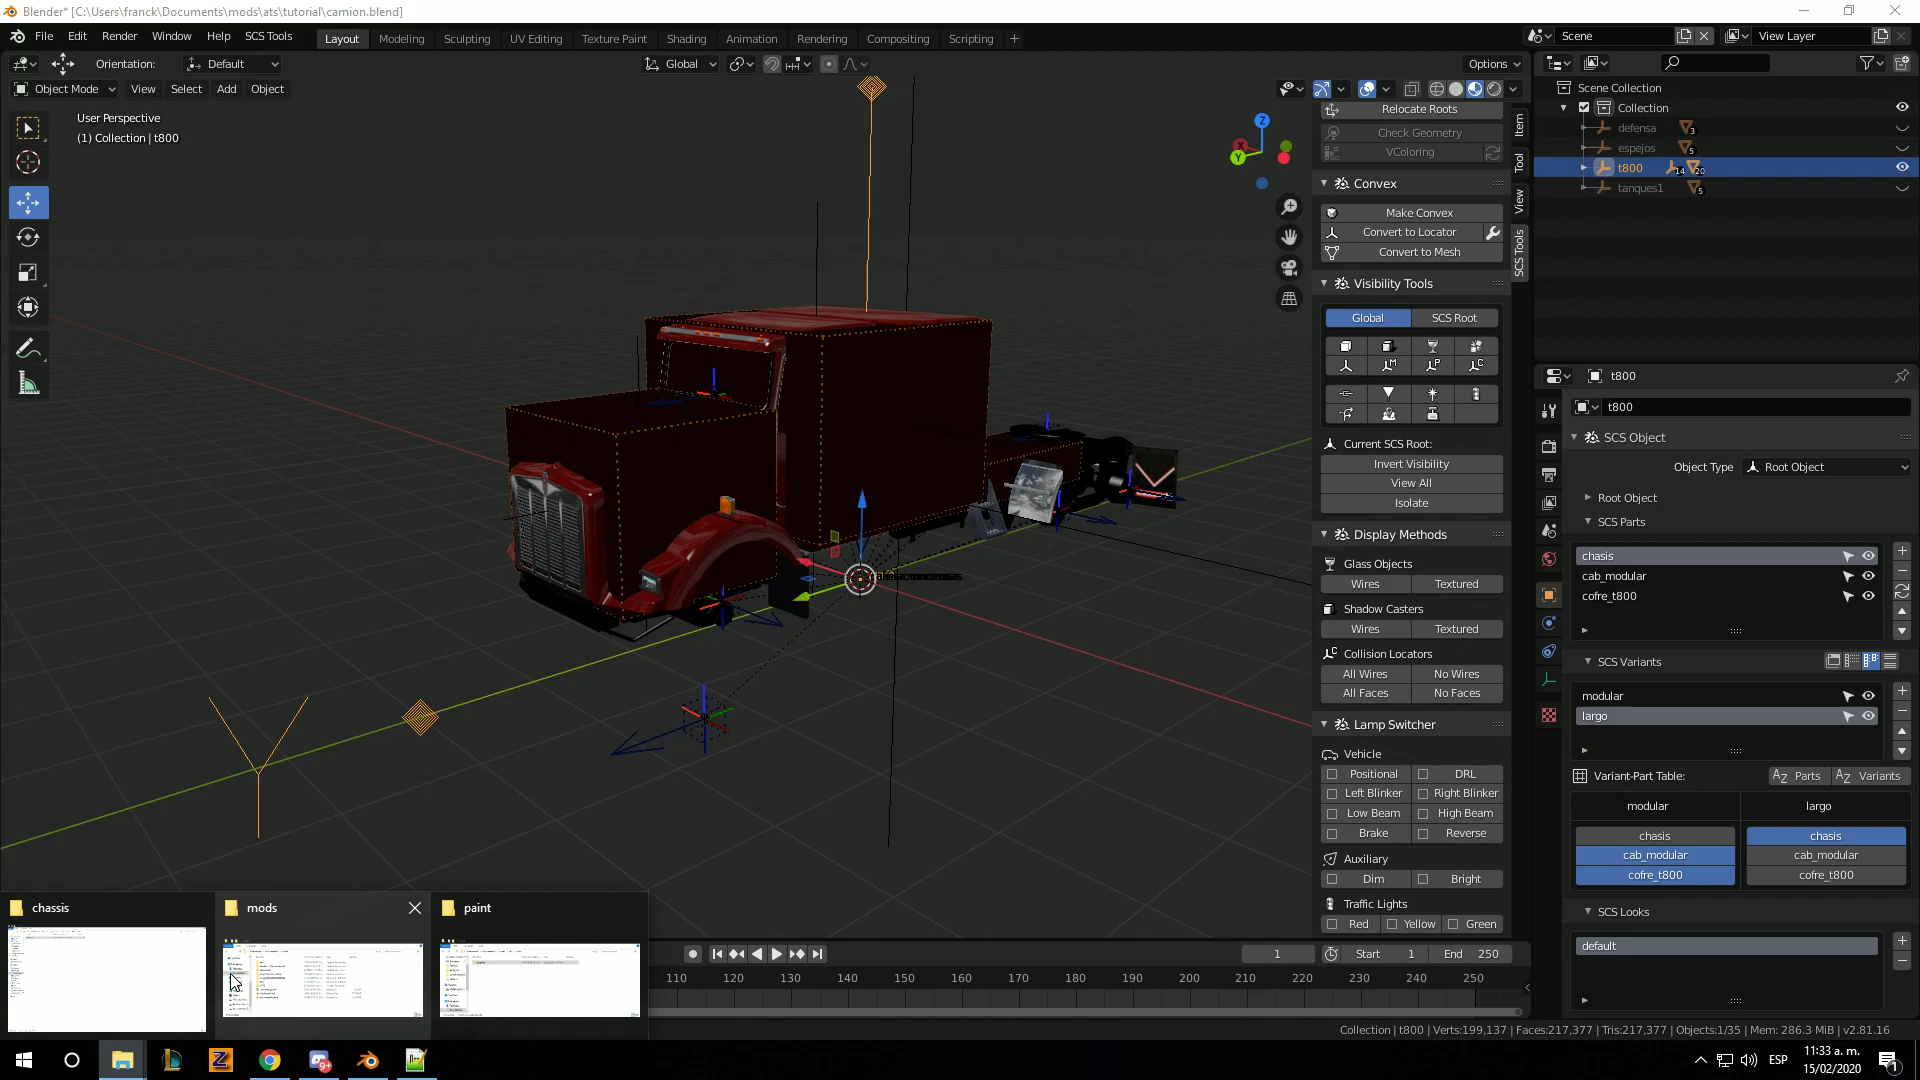 Blender* [C:\Users\franck\Documents\mods\ats\tutorial\camion.blend]
File Edit Render Window Help SCS Tools
Layout Modeling Sculpting UV Editing Texture Paint Shading Animation Rendering Compositing Scripting
Scene View Layer
Orientation: Default Global Options
Object Mode View Select Add Object
User Perspective
(1) Collection | t800
Z
X
Y
Relocate Roots
Check Geometry
VColoring
Convex
Make Convex
Convert to Locator
Convert to Mesh
Visibility Tools
Global SCS Root
Current SCS Root:
Invert Visibility
View All
Isolate
Display Methods
Glass Objects
Wires Textured
Shadow Casters
Wires Textured
Collision Locators
All Wires No Wires
All Faces No Faces
Lamp Switcher
Vehicle
Positional DRL
Left Blinker Right Blinker
Low Beam High Beam
Brake Reverse
Auxiliary
Dim Bright
Traffic Lights
Red Yellow Green
Item
Tool
View
SCS Tools
Scene Collection
Collection
defensa 3
espejos 5
t800 14 20
tanques1 5
t800
t800
SCS Object
Object Type Root Object
Root Object
SCS Parts
chasis
cab_modular
cofre_t800
SCS Variants
modular
largo
Variant-Part Table: Parts Variants
modular largo
chasis chasis
cab_modular cab_modular
cofre_t800 cofre_t800
SCS Looks
default
chassis mods paint
1 Start 1 End 250
110 120 130 140 150 160 170 180 190 200 210 220 230 240 250
Collection | t800 | Verts:199,137 | Faces:217,377 | Tris:217,377 | Objects:1/35 | Mem: 286.3 MiB | v2.81.16
ESP
11:33 a. m.
15/02/2020